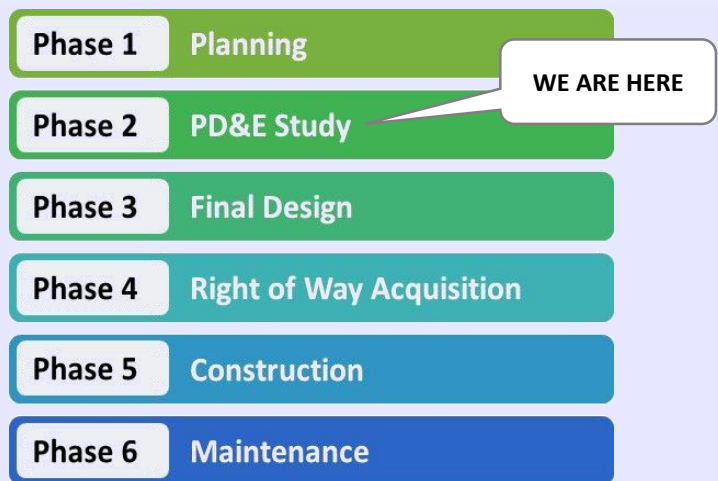 Phase 1 Planning
WE ARE HERE
Phase 2 PD&E Study
Phase 3 Final Design
Phase 4 Right of Way Acquisition
Phase 5 Construction
Phase 6 Maintenance